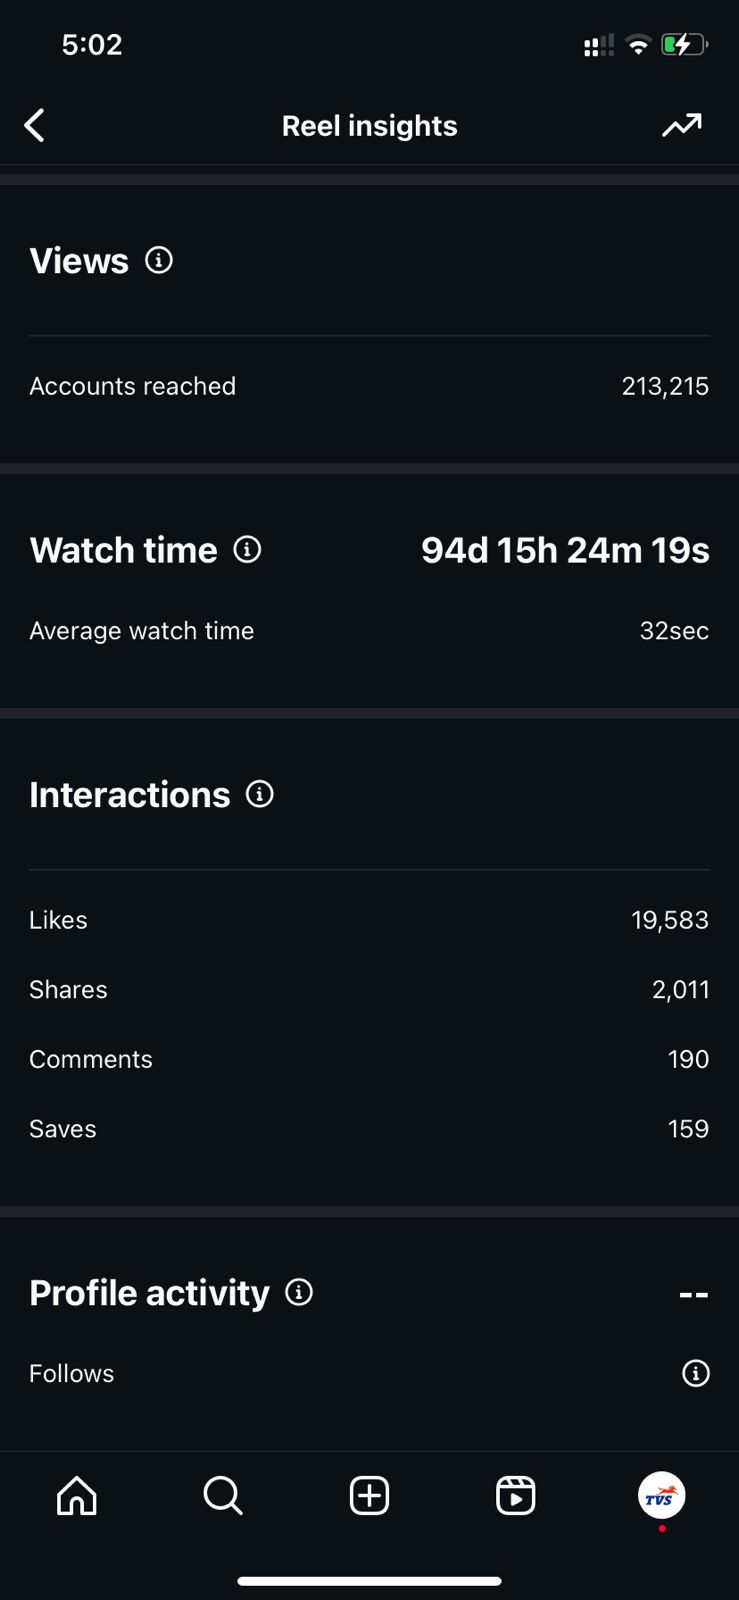 5:02
Reel insights
Views
Accounts reached 213,215
Watch time 94d 15h 24m 19s
Average watch time 32sec
Interactions
Likes 19,583
Shares 2,011
Comments 190
Saves 159
Profile activity --
Follows
TVS